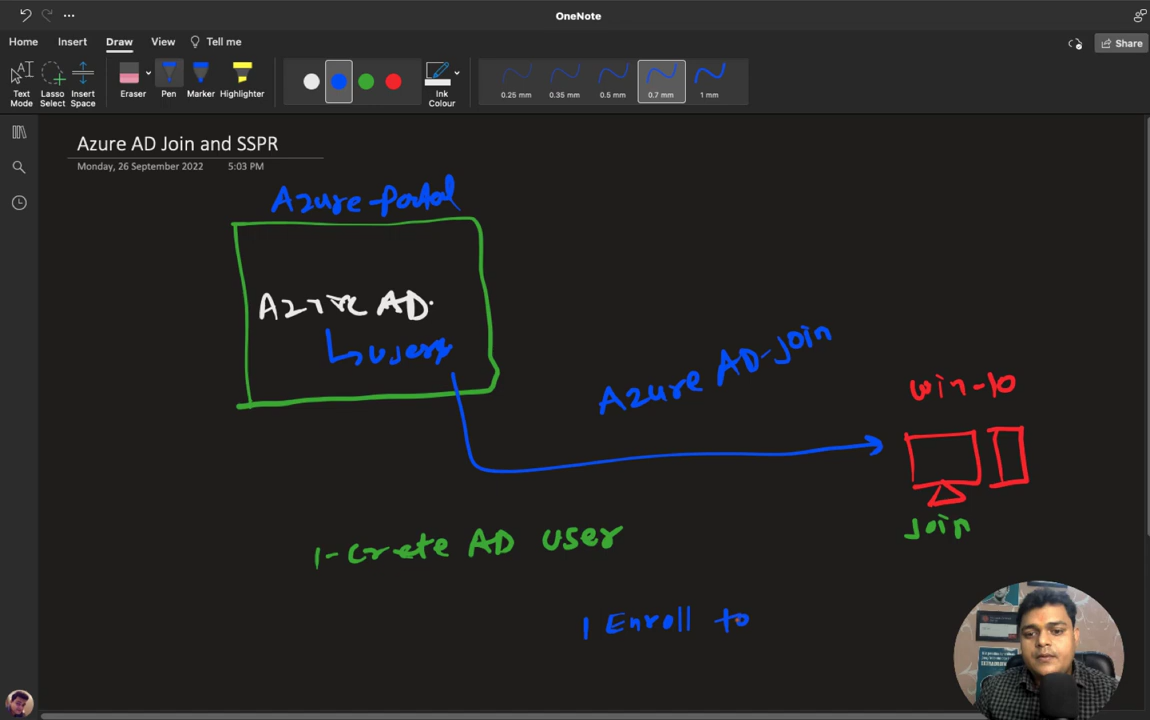 OneNote
Home Insert Draw View Tell me
Share
Text Mode
Lasso Select
Insert Space
Eraser
Pen
Marker
Highlighter
Ink Colour
0.25 mm
0.35 mm
0.5 mm
0.7 mm
1 mm
Azure AD Join and SSPR
Monday, 26 September 2022 5:03 PM
Azure-Portal
Azure AD.
users
Azure AD-Join
win-10
Join
1-Crete AD user
1 Enroll to